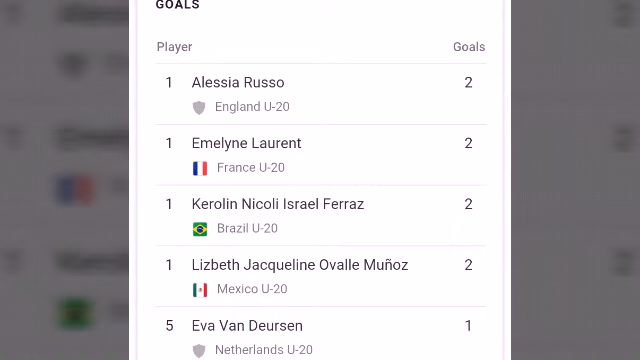 GOALS
Player Goals
1 Alessia Russo 2
England U-20
1 Emelyne Laurent 2
France U-20
1 Kerolin Nicoli Israel Ferraz 2
Brazil U-20
1 Lizbeth Jacqueline Ovalle Muñoz 2
Mexico U-20
5 Eva Van Deursen 1
Netherlands U-20